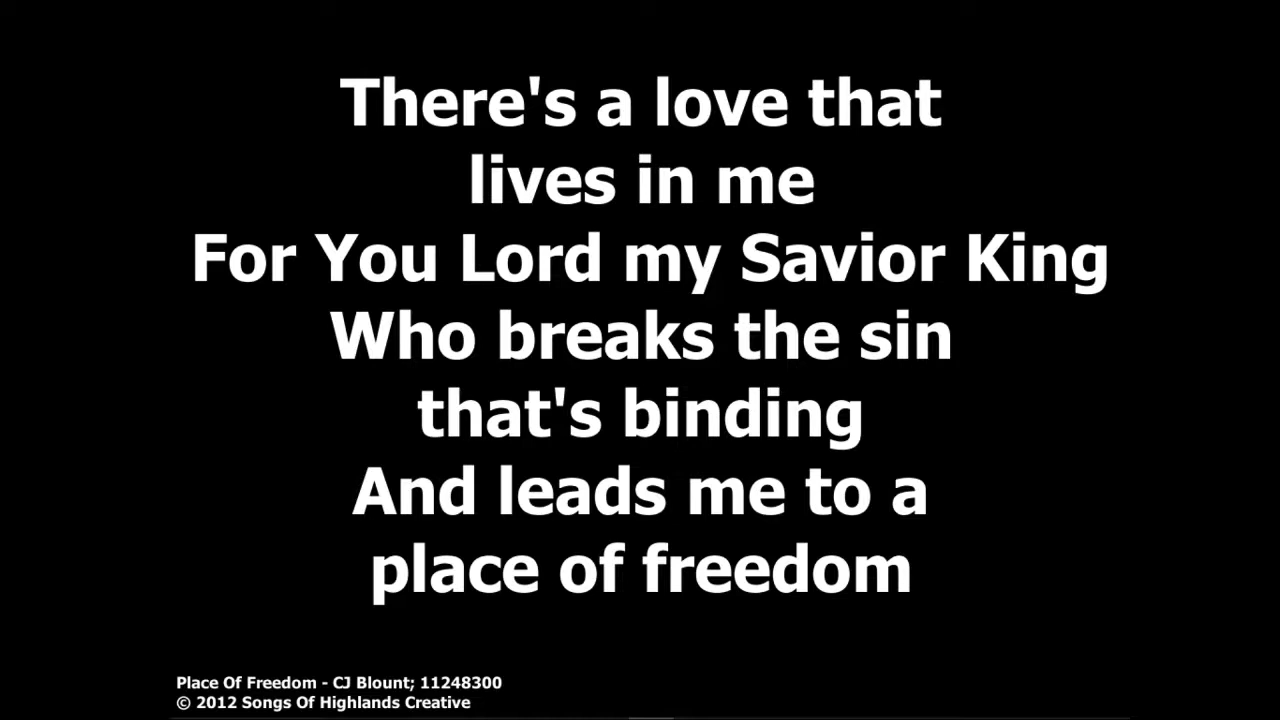 There's a love that
lives in me
For You Lord my Savior King
Who breaks the sin
that's binding
And leads me to a
place of freedom
Place Of Freedom - CJ Blount; 11248300
© 2012 Songs Of Highlands Creative